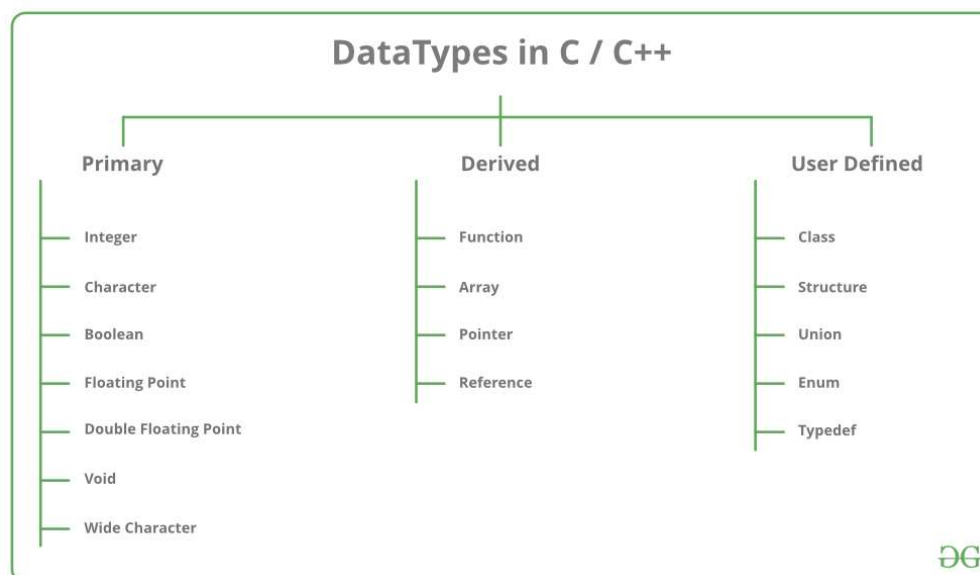 DataTypes in C / C++
Primary
Integer
Character
Boolean
Floating Point
Double Floating Point
Void
Wide Character
Derived
Function
Array
Pointer
Reference
User Defined
Class
Structure
Union
Enum
Typedef